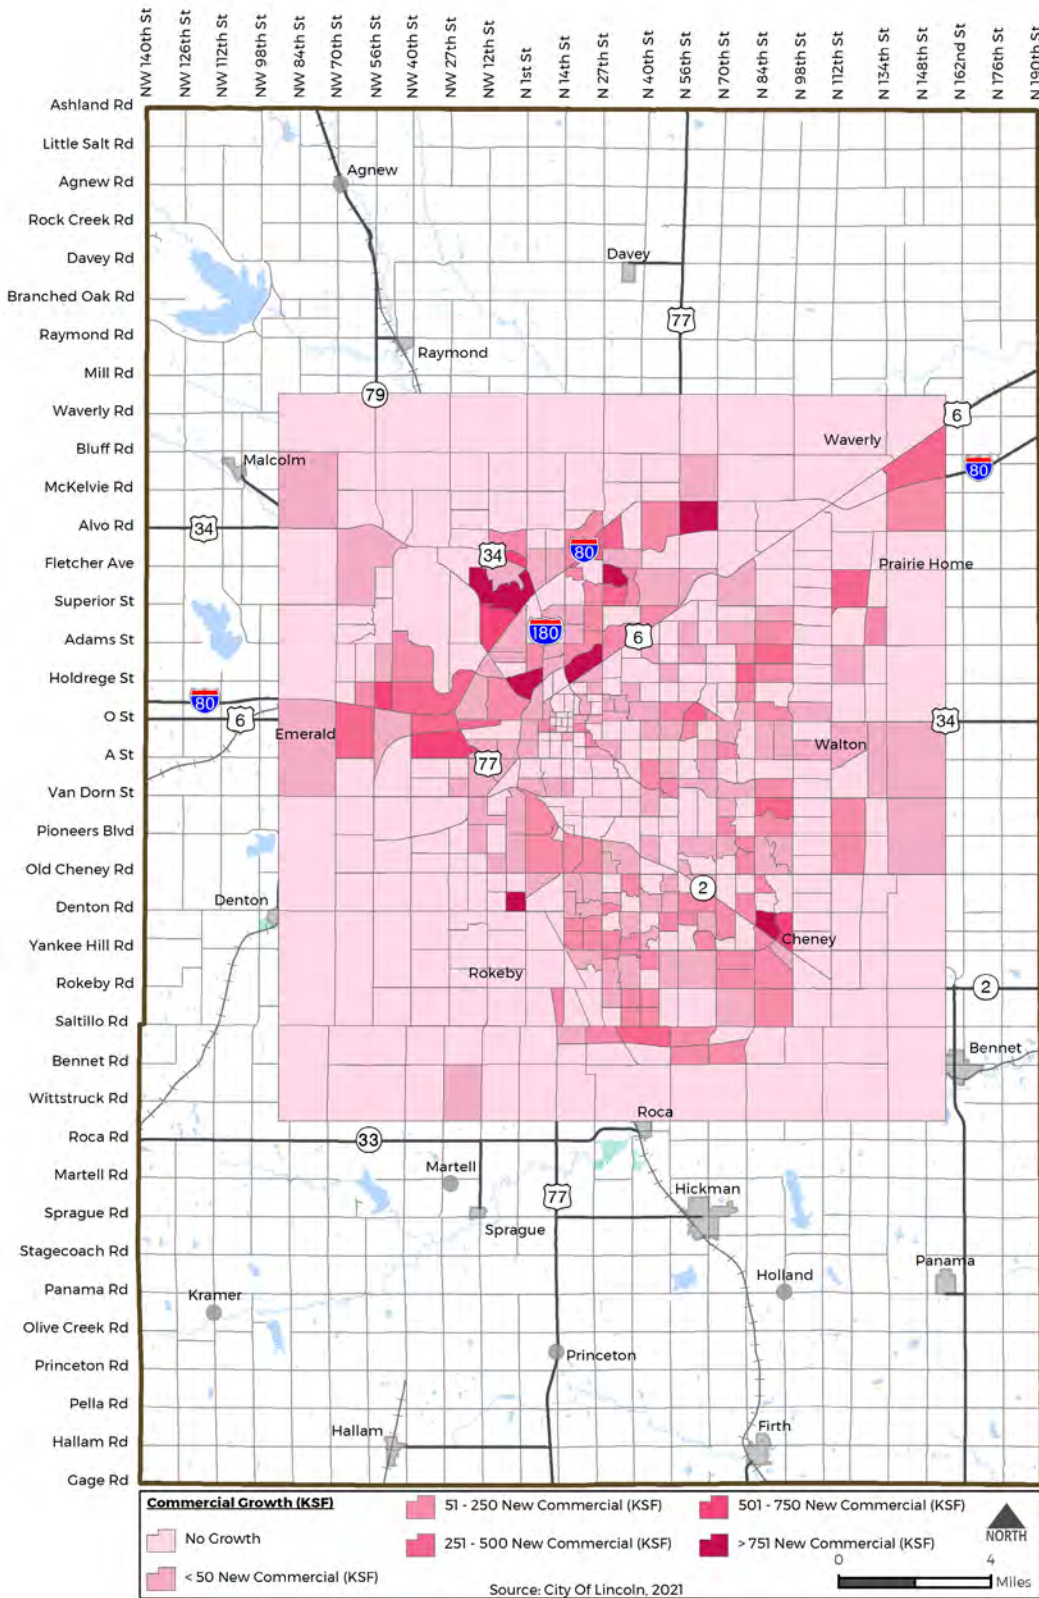 NW 140th St
NW 126th St
NW 112th St
NW 98th St
NW 84th St
NW 70th St
NW 56th St
NW 40th St
NW 27th St
NW 12th St
N 1st St
N 14th St
N 27th St
N 40th St
N 56th St
N 70th St
N 84th St
N 98th St
N 112th St
N 134th St
N 148th St
N 162nd St
N 176th St
N 190th St
Ashland Rd
Little Salt Rd
Agnew Rd
Agnew
Rock Creek Rd
Davey Rd
Davey
Branched Oak Rd
77
Raymond Rd
Raymond
Mill Rd
79
Waverly Rd
6
Waverly
Bluff Rd
Malcolm
80
McKelvie Rd
Alvo Rd
34
34
80
Fletcher Ave
Prairie Home
Superior St
180
6
Adams St
Holdrege St
80
O St
6
34
Emerald
Walton
A St
77
Van Dorn St
Pioneers Blvd
Old Cheney Rd
2
Denton
Denton Rd
Cheney
Yankee Hill Rd
Rokeby
Rokeby Rd
2
Saltillo Rd
Bennet
Bennet Rd
Wittstruck Rd
Roca
Roca Rd
33
Martell
Martell Rd
77
Hickman
Sprague Rd
Sprague
Stagecoach Rd
Panama
Holland
Panama Rd
Kramer
Olive Creek Rd
Princeton
Princeton Rd
Pella Rd
Hallam
Firth
Hallam Rd
Gage Rd
Commercial Growth (KSF)
No Growth
< 50 New Commercial (KSF)
51 - 250 New Commercial (KSF)
251 - 500 New Commercial (KSF)
501 - 750 New Commercial (KSF)
> 751 New Commercial (KSF)
NORTH
0 4
Miles
Source: City Of Lincoln, 2021